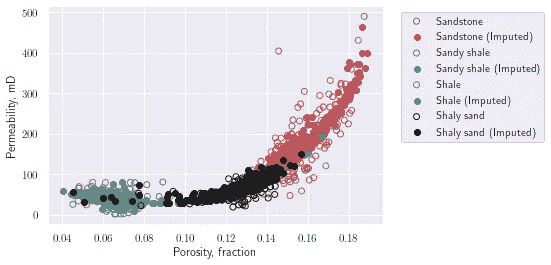 500
400
300
200
100
0
Permeability, mD
0.04 0.06 0.08 0.10 0.12 0.14 0.16 0.18
Porosity, fraction
Sandstone
Sandstone (Imputed)
Sandy shale
Sandy shale (Imputed)
Shale
Shale (Imputed)
Shaly sand
Shaly sand (Imputed)